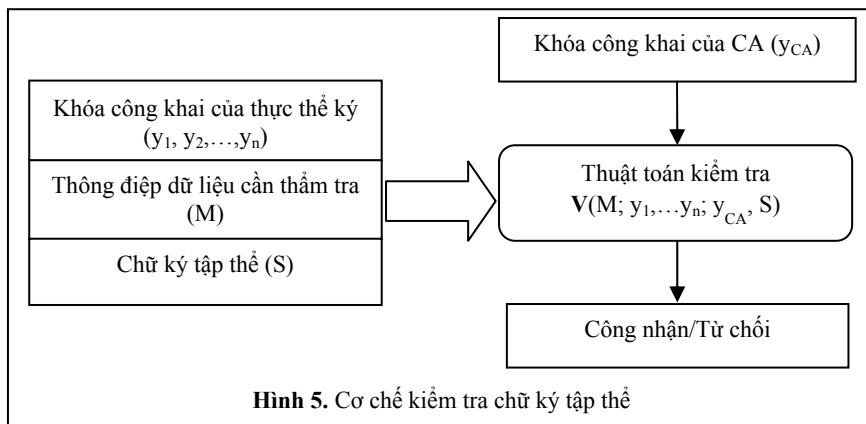 Khóa công khai của CA (yCA)
Khóa công khai của thực thể ký
(y1, y2,…,yn)
Thông điệp dữ liệu cần thẩm tra
(M)
Chữ ký tập thể (S)
Thuật toán kiểm tra
V(M; y1,…yn; yCA, S)
Công nhận/Từ chối
Hình 5. Cơ chế kiểm tra chữ ký tập thể